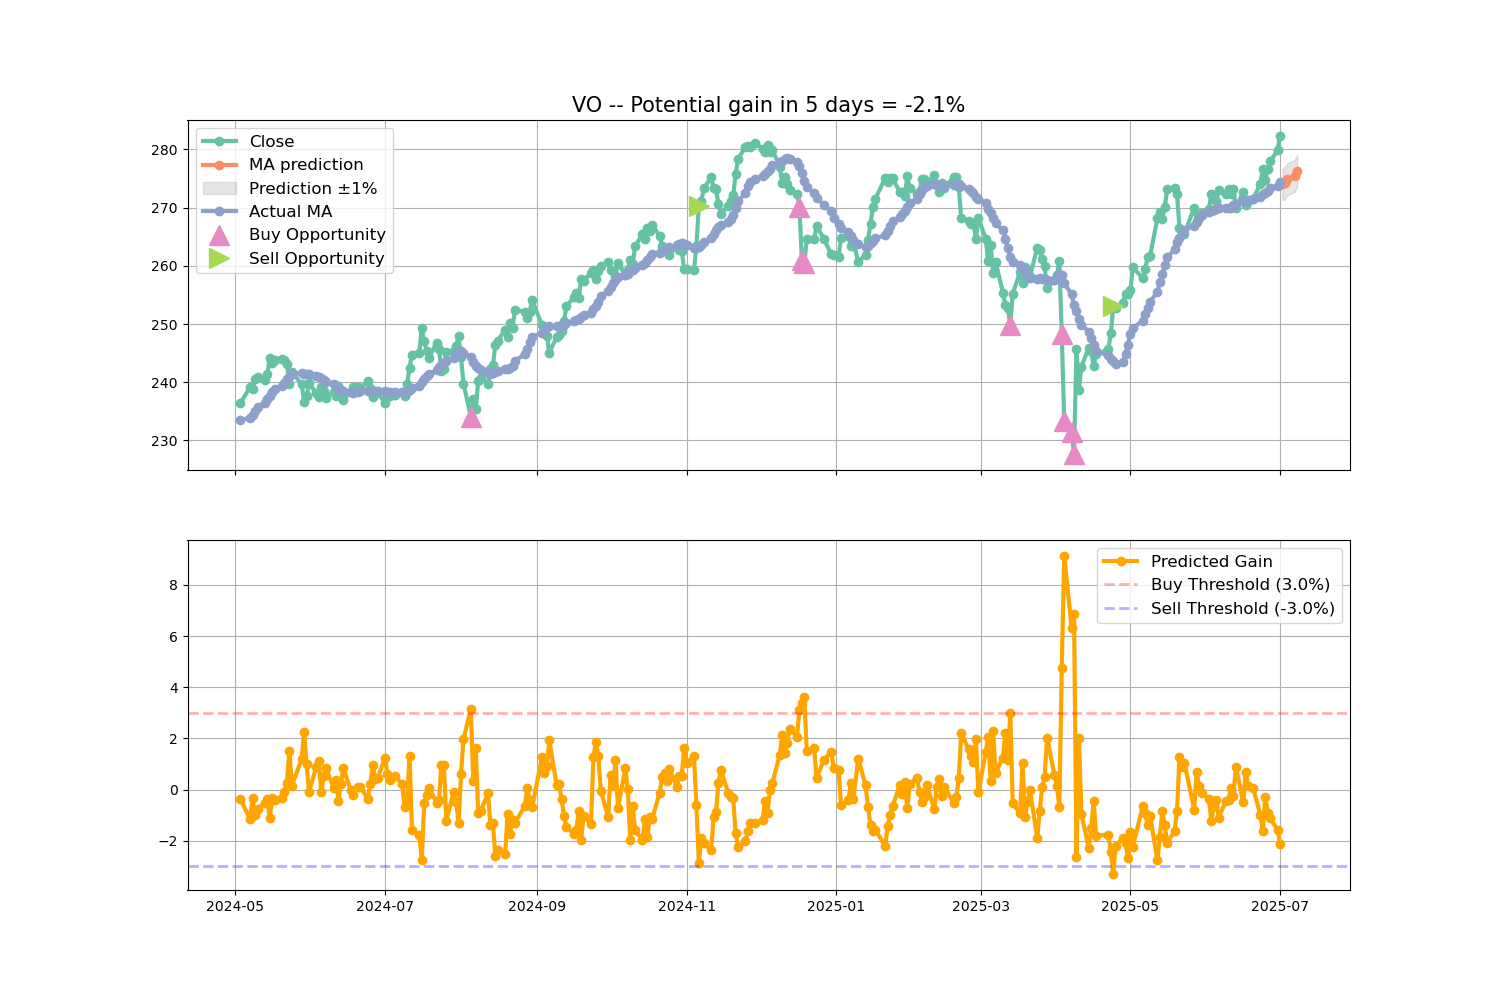 VO -- Potential gain in 5 days = -2.1%
280
270
260
250
240
230
Close
MA prediction
Prediction ±1%
Actual MA
Buy Opportunity
Sell Opportunity
8
6
4
2
0
−2
Predicted Gain
Buy Threshold (3.0%)
Sell Threshold (-3.0%)
2024-05 2024-07 2024-09 2024-11 2025-01 2025-03 2025-05 2025-07